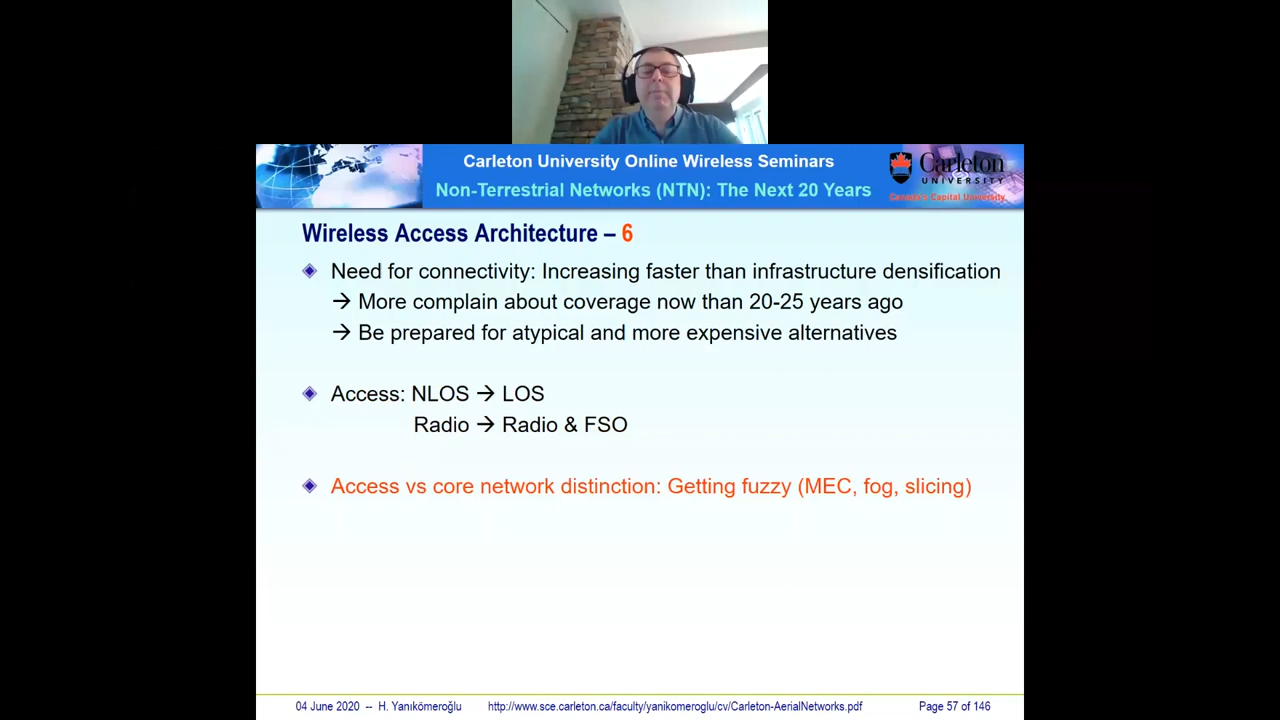 Carleton University Online Wireless Seminars
Non-Terrestrial Networks (NTN): The Next 20 Years
Carleton
UNIVERSITY
Canada's Capital University
Wireless Access Architecture – 6
Need for connectivity: Increasing faster than infrastructure densification
→ More complain about coverage now than 20-25 years ago
→ Be prepared for atypical and more expensive alternatives
Access: NLOS → LOS
Radio → Radio & FSO
Access vs core network distinction: Getting fuzzy (MEC, fog, slicing)
04 June 2020 -- H. Yanıkömeroğlu http://www.sce.carleton.ca/faculty/yanikomeroglu/cv/Carleton-AerialNetworks.pdf Page 57 of 146